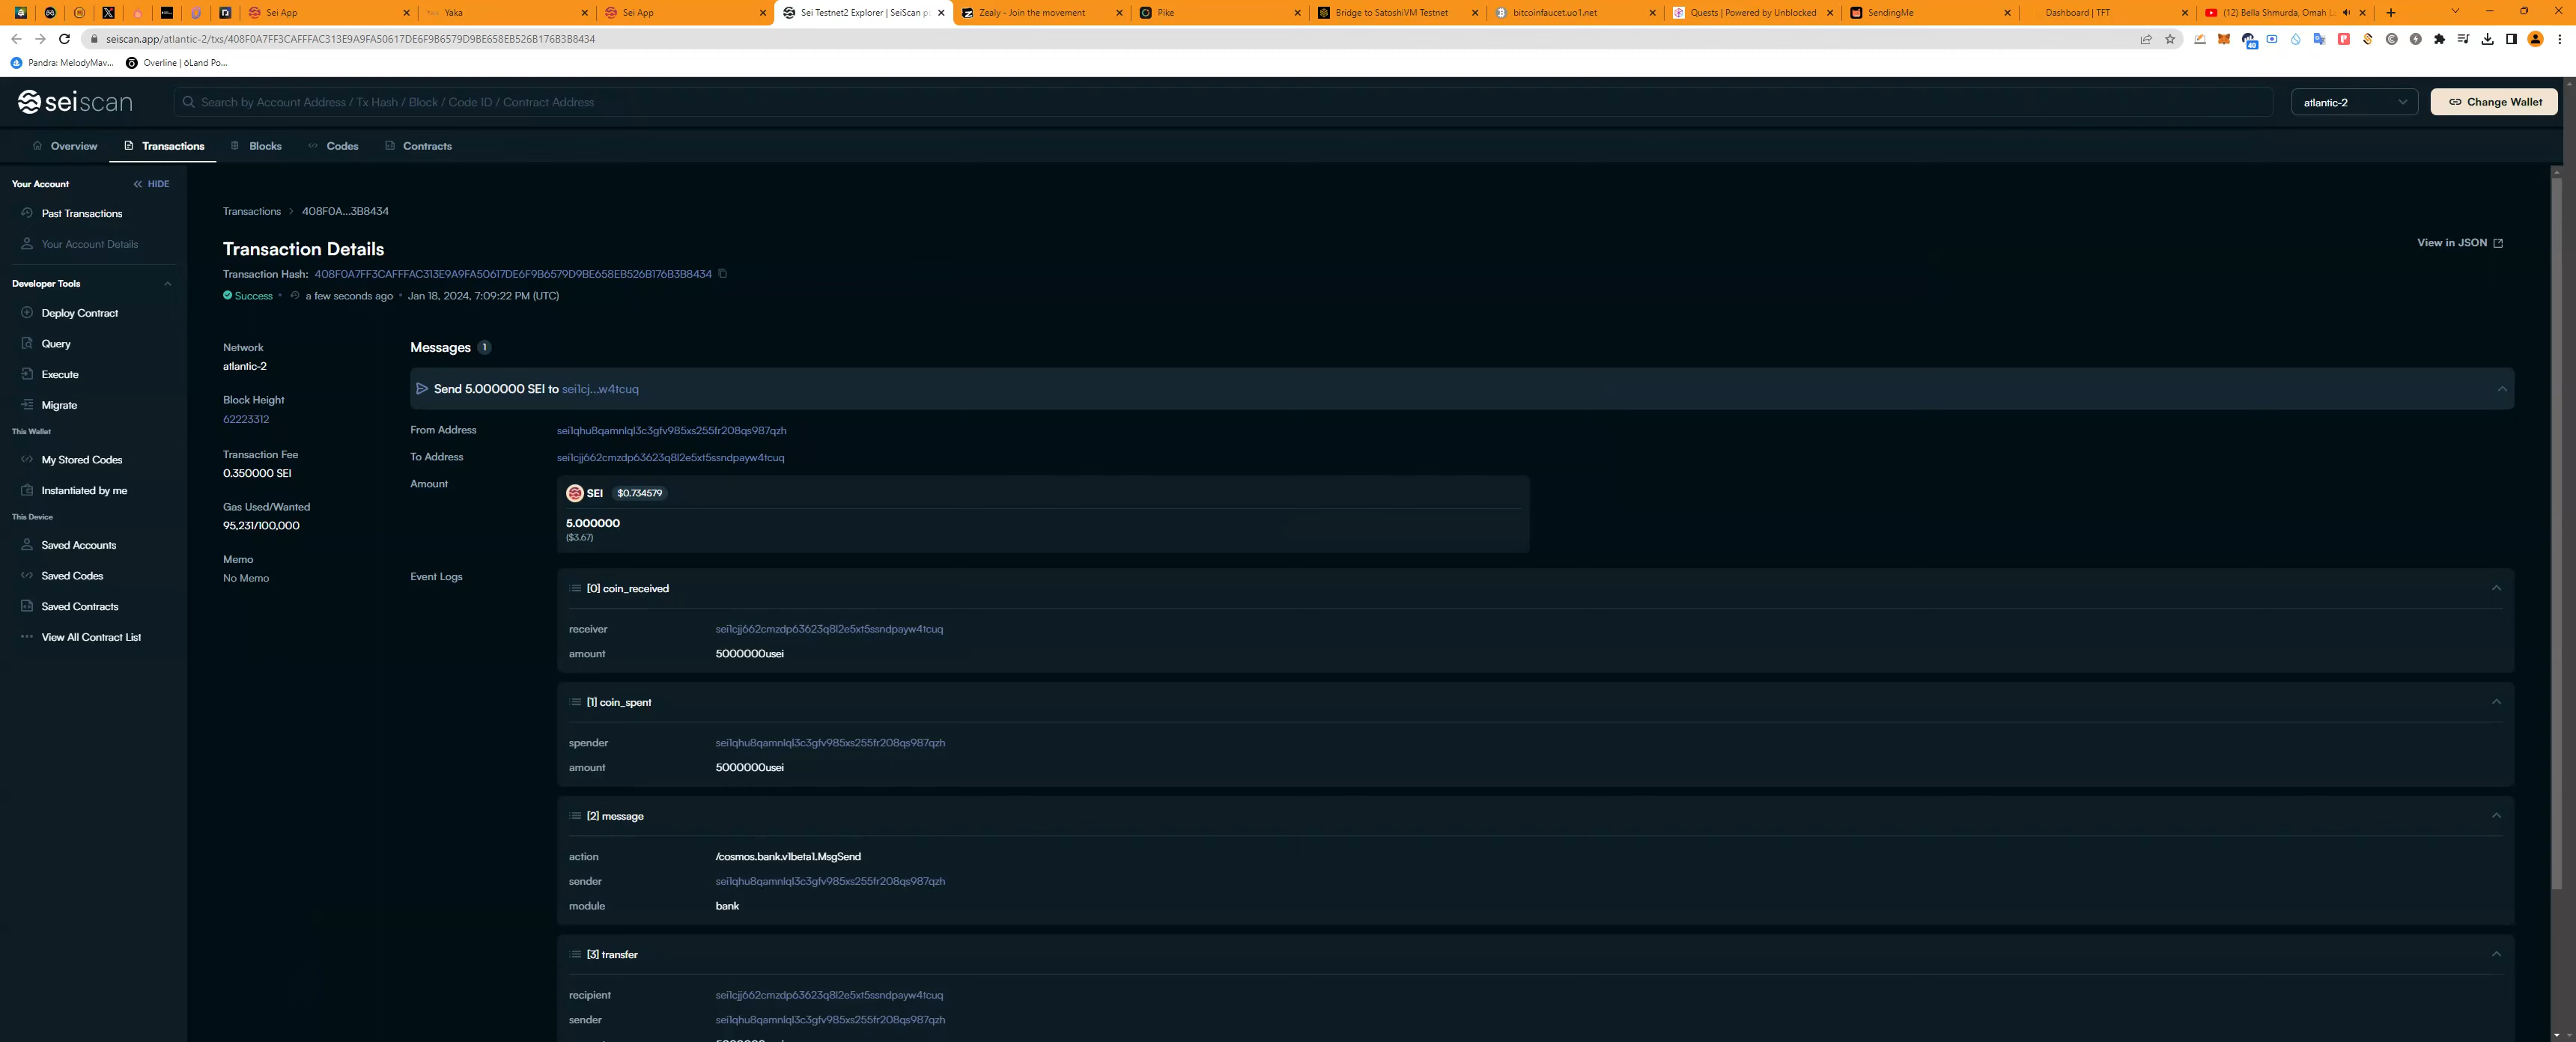 Sei App
Yaka
Sei App
Sei Testnet2 Explorer | SeiScan po
Zealy - Join the movement
Pike
Bridge to SatoshiVM Testnet
bitcoinfaucet.uo1.net
Quests | Powered by Unblocked
SendingMe
Dashboard | TFT
(12) Bella Shmurda, Omah L
seiscan.app/atlantic-2/txs/408F0A7FF3CAFFFAC313E9A9FA50617DE6F9B6579D9BE658EB526B176B3B8434
40
Pandra: MelodyMav...
Overline | őLand Po...
seiscan
Search by Account Address / Tx Hash / Block / Code ID / Contract Address
atlantic-2
Change Wallet
Overview
Transactions
Blocks
Codes
Contracts
Your Account
HIDE
Past Transactions
Your Account Details
Developer Tools
Deploy Contract
Query
Execute
Migrate
This Wallet
My Stored Codes
Instantiated by me
This Device
Saved Accounts
Saved Codes
Saved Contracts
View All Contract List
Transactions > 408F0A...3B8434
Transaction Details
View in JSON
Transaction Hash: 408F0A7FF3CAFFFAC313E9A9FA50617DE6F9B6579D9BE658EB526B176B3B8434
Success • a few seconds ago • Jan 18, 2024, 7:09:22 PM (UTC)
Network
atlantic-2
Block Height
62223312
Transaction Fee
0.350000 SEI
Gas Used/Wanted
95,231/100,000
Memo
No Memo
Messages 1
Send 5.000000 SEI to sei1cj...w4tcuq
From Address sei1qhu8qamnlql3c3gfv985xs255fr208qs987qzh
To Address sei1cjj662cmzdp63623q8l2e5xt5ssndpayw4tcuq
Amount
SEI $0.734579
5.000000
($3.67)
Event Logs
[0] coin_received
receiver sei1cjj662cmzdp63623q8l2e5xt5ssndpayw4tcuq
amount 5000000usei
[1] coin_spent
spender sei1qhu8qamnlql3c3gfv985xs255fr208qs987qzh
amount 5000000usei
[2] message
action /cosmos.bank.v1beta1.MsgSend
sender sei1qhu8qamnlql3c3gfv985xs255fr208qs987qzh
module bank
[3] transfer
recipient sei1cjj662cmzdp63623q8l2e5xt5ssndpayw4tcuq
sender sei1qhu8qamnlql3c3gfv985xs255fr208qs987qzh